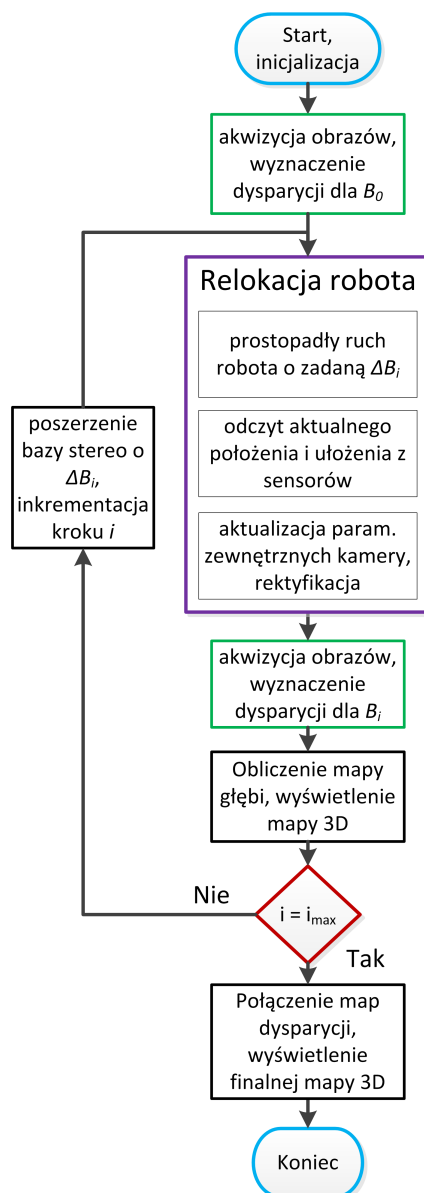 Start,
inicjalizacja
akwizycja obrazów,
wyznaczenie
dysparycji dla B₀
Relokacja robota
prostopadły ruch
robota o zadaną ΔBᵢ
odczyt aktualnego
położenia i ułożenia z
sensorów
aktualizacja param.
zewnętrznych kamery,
rektyfikacja
poszerzenie
bazy stereo o
ΔBᵢ,
inkrementacja
kroku i
akwizycja obrazów,
wyznaczenie
dysparycji dla Bᵢ
Obliczenie mapy
głębi, wyświetlenie
mapy 3D
Nie
i = iₘₐₓ
Tak
Połączenie map
dysparycji,
wyświetlenie
finalnej mapy 3D
Koniec